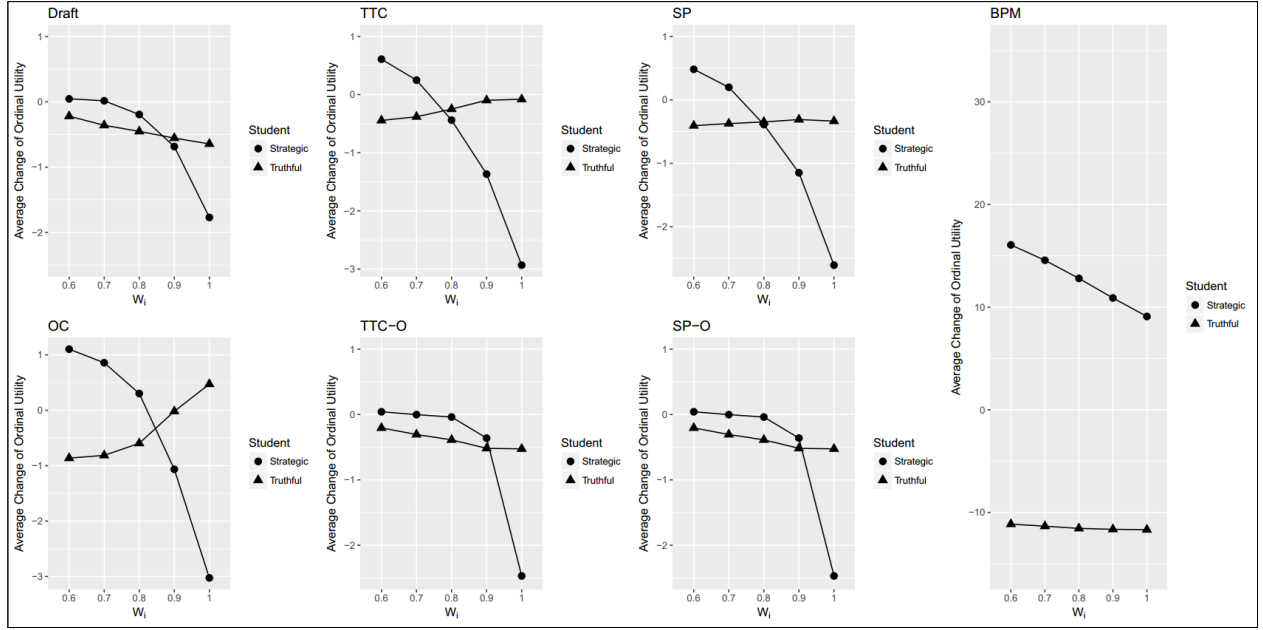 Draft
Average Change of Ordinal Utility
1
0
−1
−2
0.6 0.7 0.8 0.9 1
Wi
Student
Strategic
Truthful
TTC
Average Change of Ordinal Utility
1
0
−1
−2
−3
0.6 0.7 0.8 0.9 1
Wi
Student
Strategic
Truthful
SP
Average Change of Ordinal Utility
1
0
−1
−2
0.6 0.7 0.8 0.9 1
Wi
Student
Strategic
Truthful
BPM
Average Change of Ordinal Utility
30
20
10
0
−10
0.6 0.7 0.8 0.9 1
Wi
Student
Strategic
Truthful
OC
Average Change of Ordinal Utility
1
0
−1
−2
−3
0.6 0.7 0.8 0.9 1
Wi
Student
Strategic
Truthful
TTC−O
Average Change of Ordinal Utility
1
0
−1
−2
0.6 0.7 0.8 0.9 1
Wi
Student
Strategic
Truthful
SP−O
Average Change of Ordinal Utility
1
0
−1
−2
0.6 0.7 0.8 0.9 1
Wi
Student
Strategic
Truthful